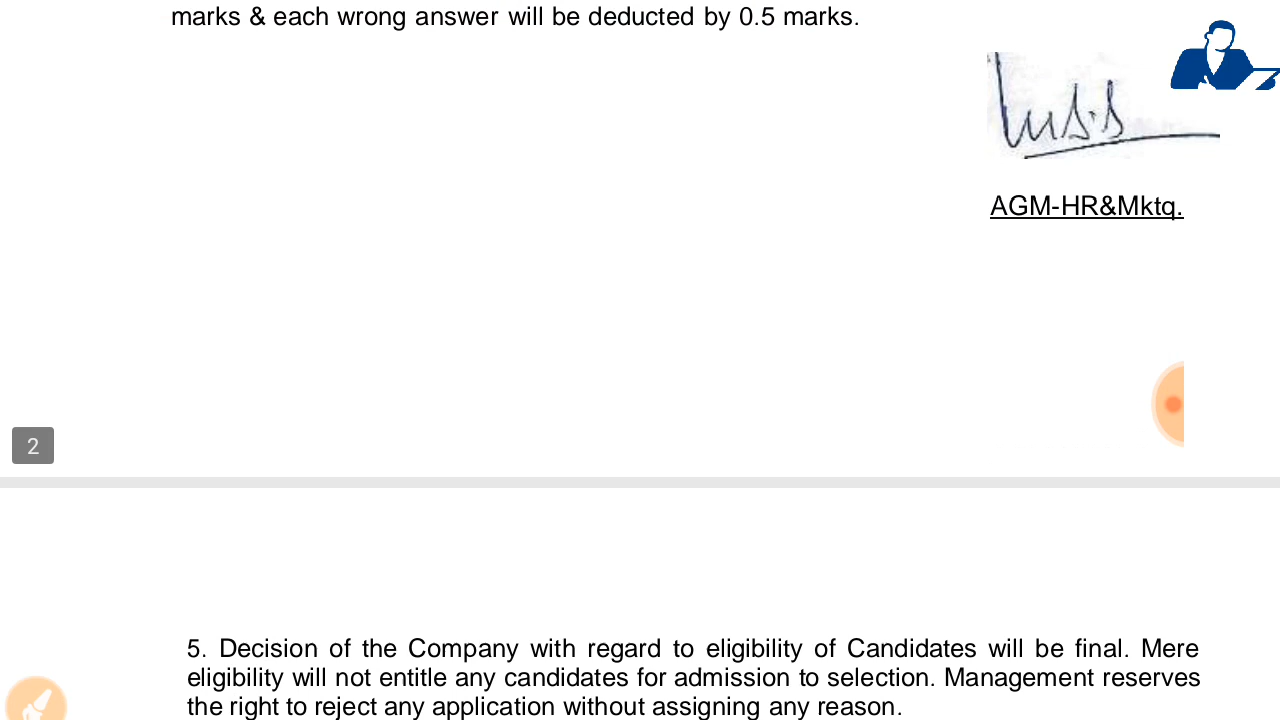 marks & each wrong answer will be deducted by 0.5 marks.
AGM-HR&Mktg.
2
5. Decision of the Company with regard to eligibility of Candidates will be final. Mere
eligibility will not entitle any candidates for admission to selection. Management reserves
the right to reject any application without assigning any reason.